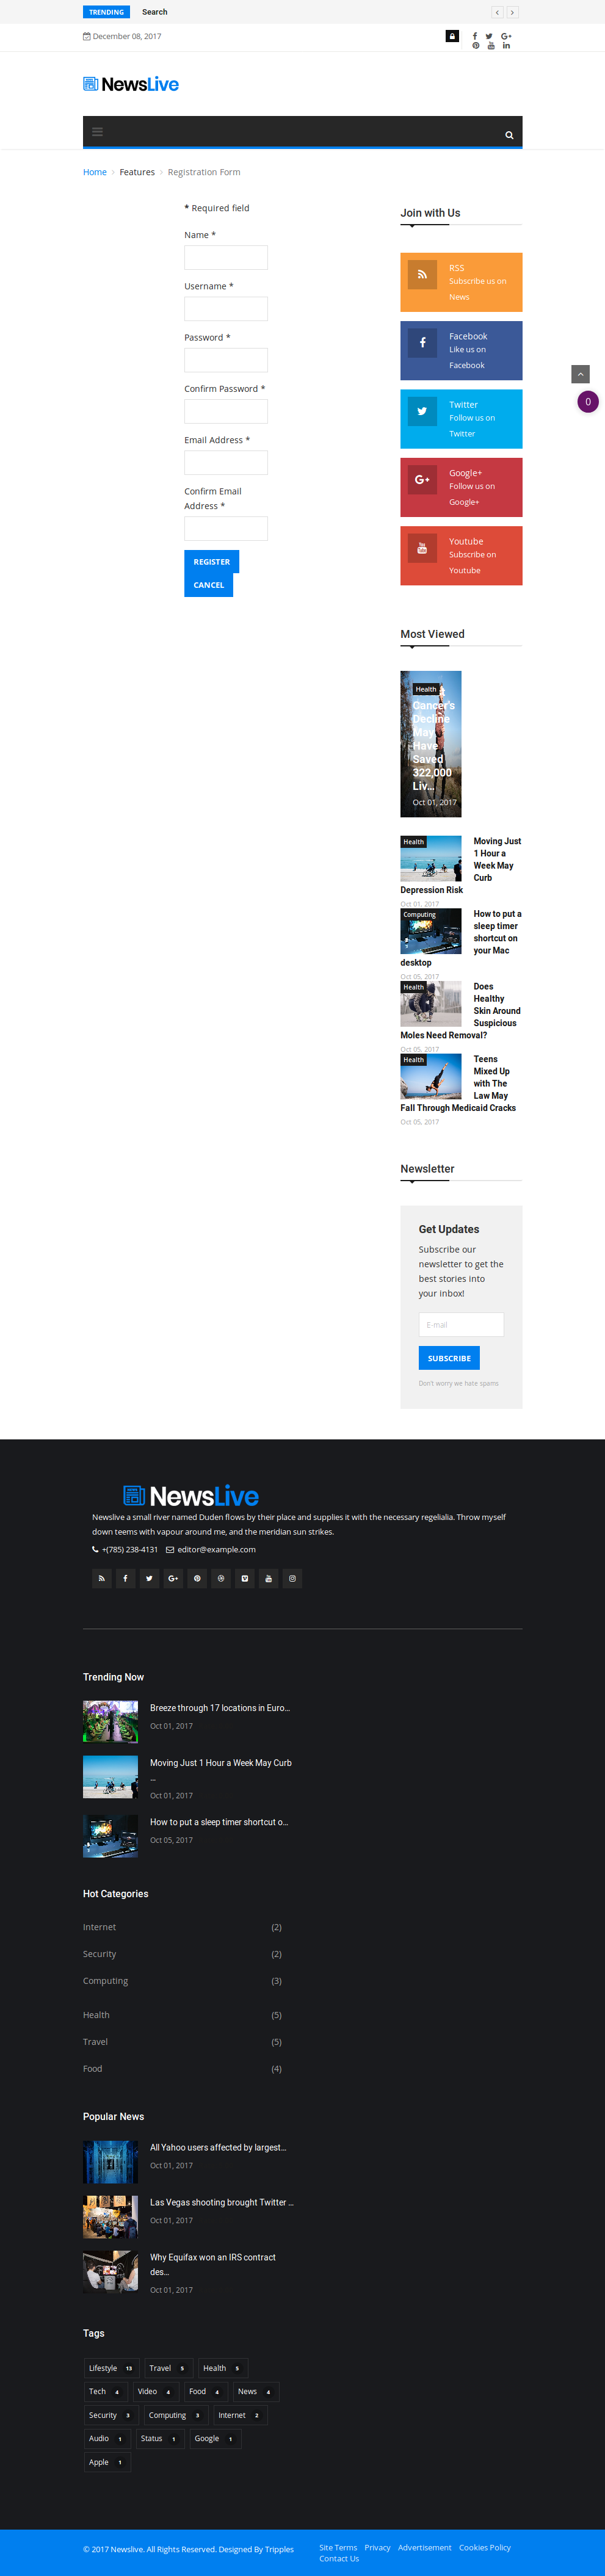 TRENDING
Search
December 08, 2017
NewsLive
Home
Features
Registration Form
* Required field
Name *
Username *
Password *
Confirm Password *
Email Address *
Confirm Email
Address *
REGISTER
CANCEL
Join with Us
RSS
Subscribe us on
News
Facebook
Like us on
Facebook
Twitter
Follow us on
Twitter
Google+
Follow us on
Google+
Youtube
Subscribe on
Youtube
0
Most Viewed
Health
Cancer's
Decline
May
Have
Saved
322,000
Liv...
Oct 01, 2017
Health
Moving Just
1 Hour a
Week May
Curb
Depression Risk
Oct 01, 2017
Computing
How to put a
sleep timer
shortcut on
your Mac
desktop
Oct 05, 2017
Health
Does
Healthy
Skin Around
Suspicious
Moles Need Removal?
Oct 05, 2017
Health
Teens
Mixed Up
with The
Law May
Fall Through Medicaid Cracks
Oct 05, 2017
Newsletter
Get Updates
Subscribe our
newsletter to get the
best stories into
your inbox!
E-mail
SUBSCRIBE
Don't worry we hate spams
NewsLive
Newslive a small river named Duden flows by their place and supplies it with the necessary regelialia. Throw myself
down teems with vapour around me, and the meridian sun strikes.
+(785) 238-4131 editor@example.com
Trending Now
Breeze through 17 locations in Euro...
Oct 01, 2017
Moving Just 1 Hour a Week May Curb
...
Oct 01, 2017
How to put a sleep timer shortcut o...
Oct 05, 2017
Hot Categories
Internet (2)
Security (2)
Computing (3)
Health (5)
Travel (5)
Food (4)
Popular News
All Yahoo users affected by largest...
Oct 01, 2017
Las Vegas shooting brought Twitter ...
Oct 01, 2017
Why Equifax won an IRS contract
des...
Oct 01, 2017
Tags
Lifestyle 13 Travel 5 Health 5
Tech 4 Video 4 Food 4 News 4
Security 3 Computing 3 Internet 2
Audio 1 Status 1 Google 1
Apple 1
© 2017 Newslive. All Rights Reserved. Designed By Tripples
Site Terms Privacy Advertisement Cookies Policy
Contact Us